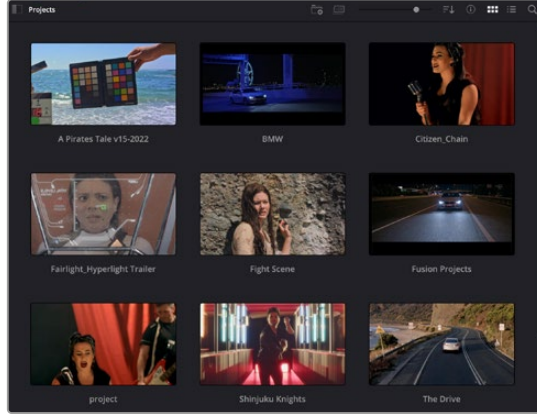 Projects
A Pirates Tale v15-2022
BMW
Citizen_Chain
Fairlight_Hyperlight Trailer
Fight Scene
Fusion Projects
project
Shinjuku Knights
The Drive